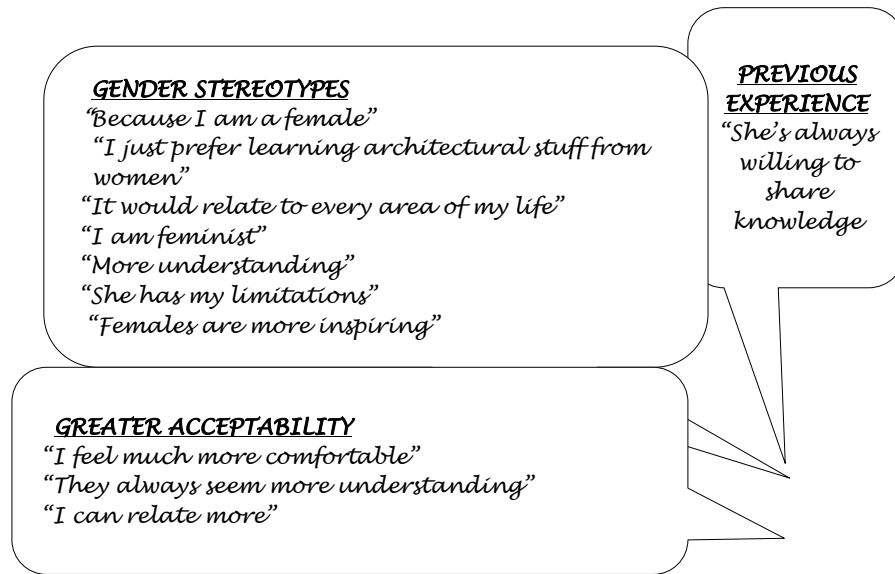 GENDER STEREOTYPES
“Because I am a female”
“I just prefer learning architectural stuff from
women”
“It would relate to every area of my life”
“I am feminist”
“More understanding”
“She has my limitations”
“Females are more inspiring”
PREVIOUS
EXPERIENCE
“She’s always
willing to
share
knowledge
GREATER ACCEPTABILITY
“I feel much more comfortable”
“They always seem more understanding”
“I can relate more”